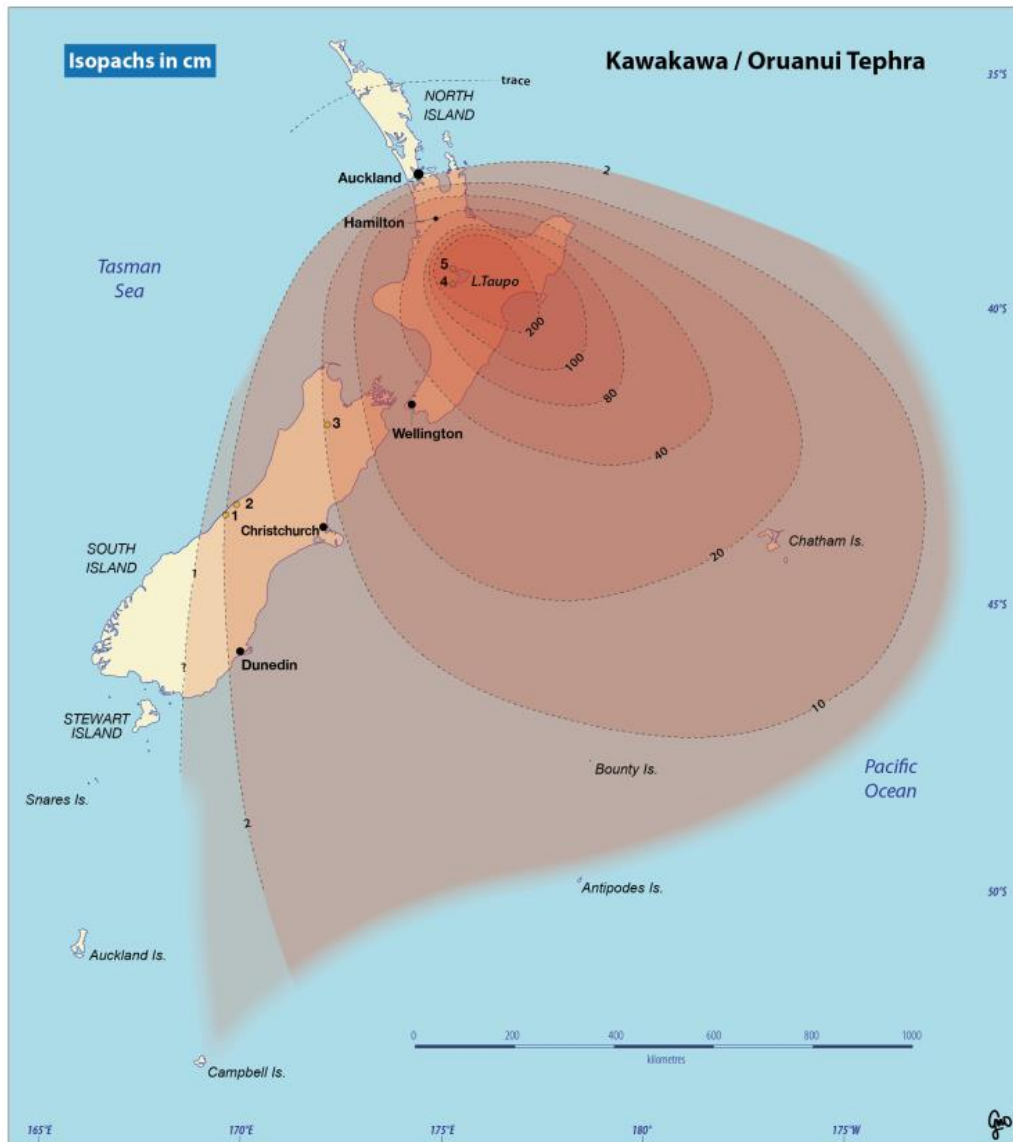 Isopachs in cm
Kawakawa / Oruanui Tephra
35°S
trace
NORTH
ISLAND
Auckland
2
Hamilton
Tasman
Sea
5
4
L.Taupo
40°S
200
100
80
3
Wellington
40
2
1
Christchurch
Chatham Is.
SOUTH
ISLAND
20
1
45°S
Dunedin
?
10
STEWART
ISLAND
Bounty Is.
Pacific
Ocean
Snares Is.
2
Antipodes Is.
50°S
Auckland Is.
0 200 400 600 800 1000
kilometres
Campbell Is.
165°E 170°E 175°E 180° 175°W